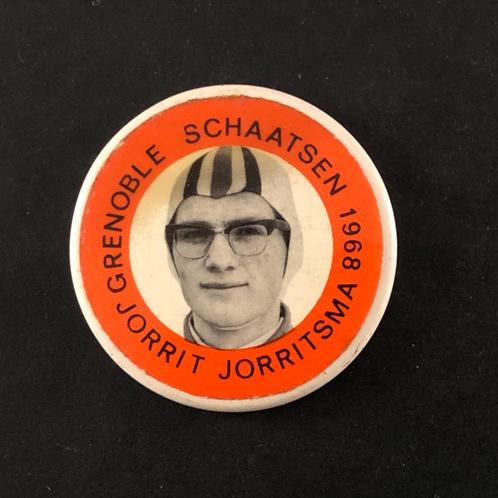 GRENOBLE SCHAATSEN 1968
JORRIT JORRITSMA